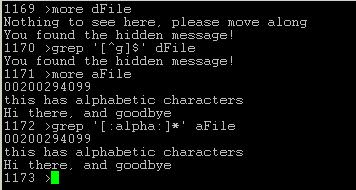 1169 >more dFile
Nothing to see here, please move along
You found the hidden message!
1170 >grep '[^g]$' dFile
You found the hidden message!
1171 >more aFile
00200294099
this has alphabetic characters
Hi there, and goodbye
1172 >grep '[:alpha:]*' aFile
00200294099
this has alphabetic characters
Hi there, and goodbye
1173 >